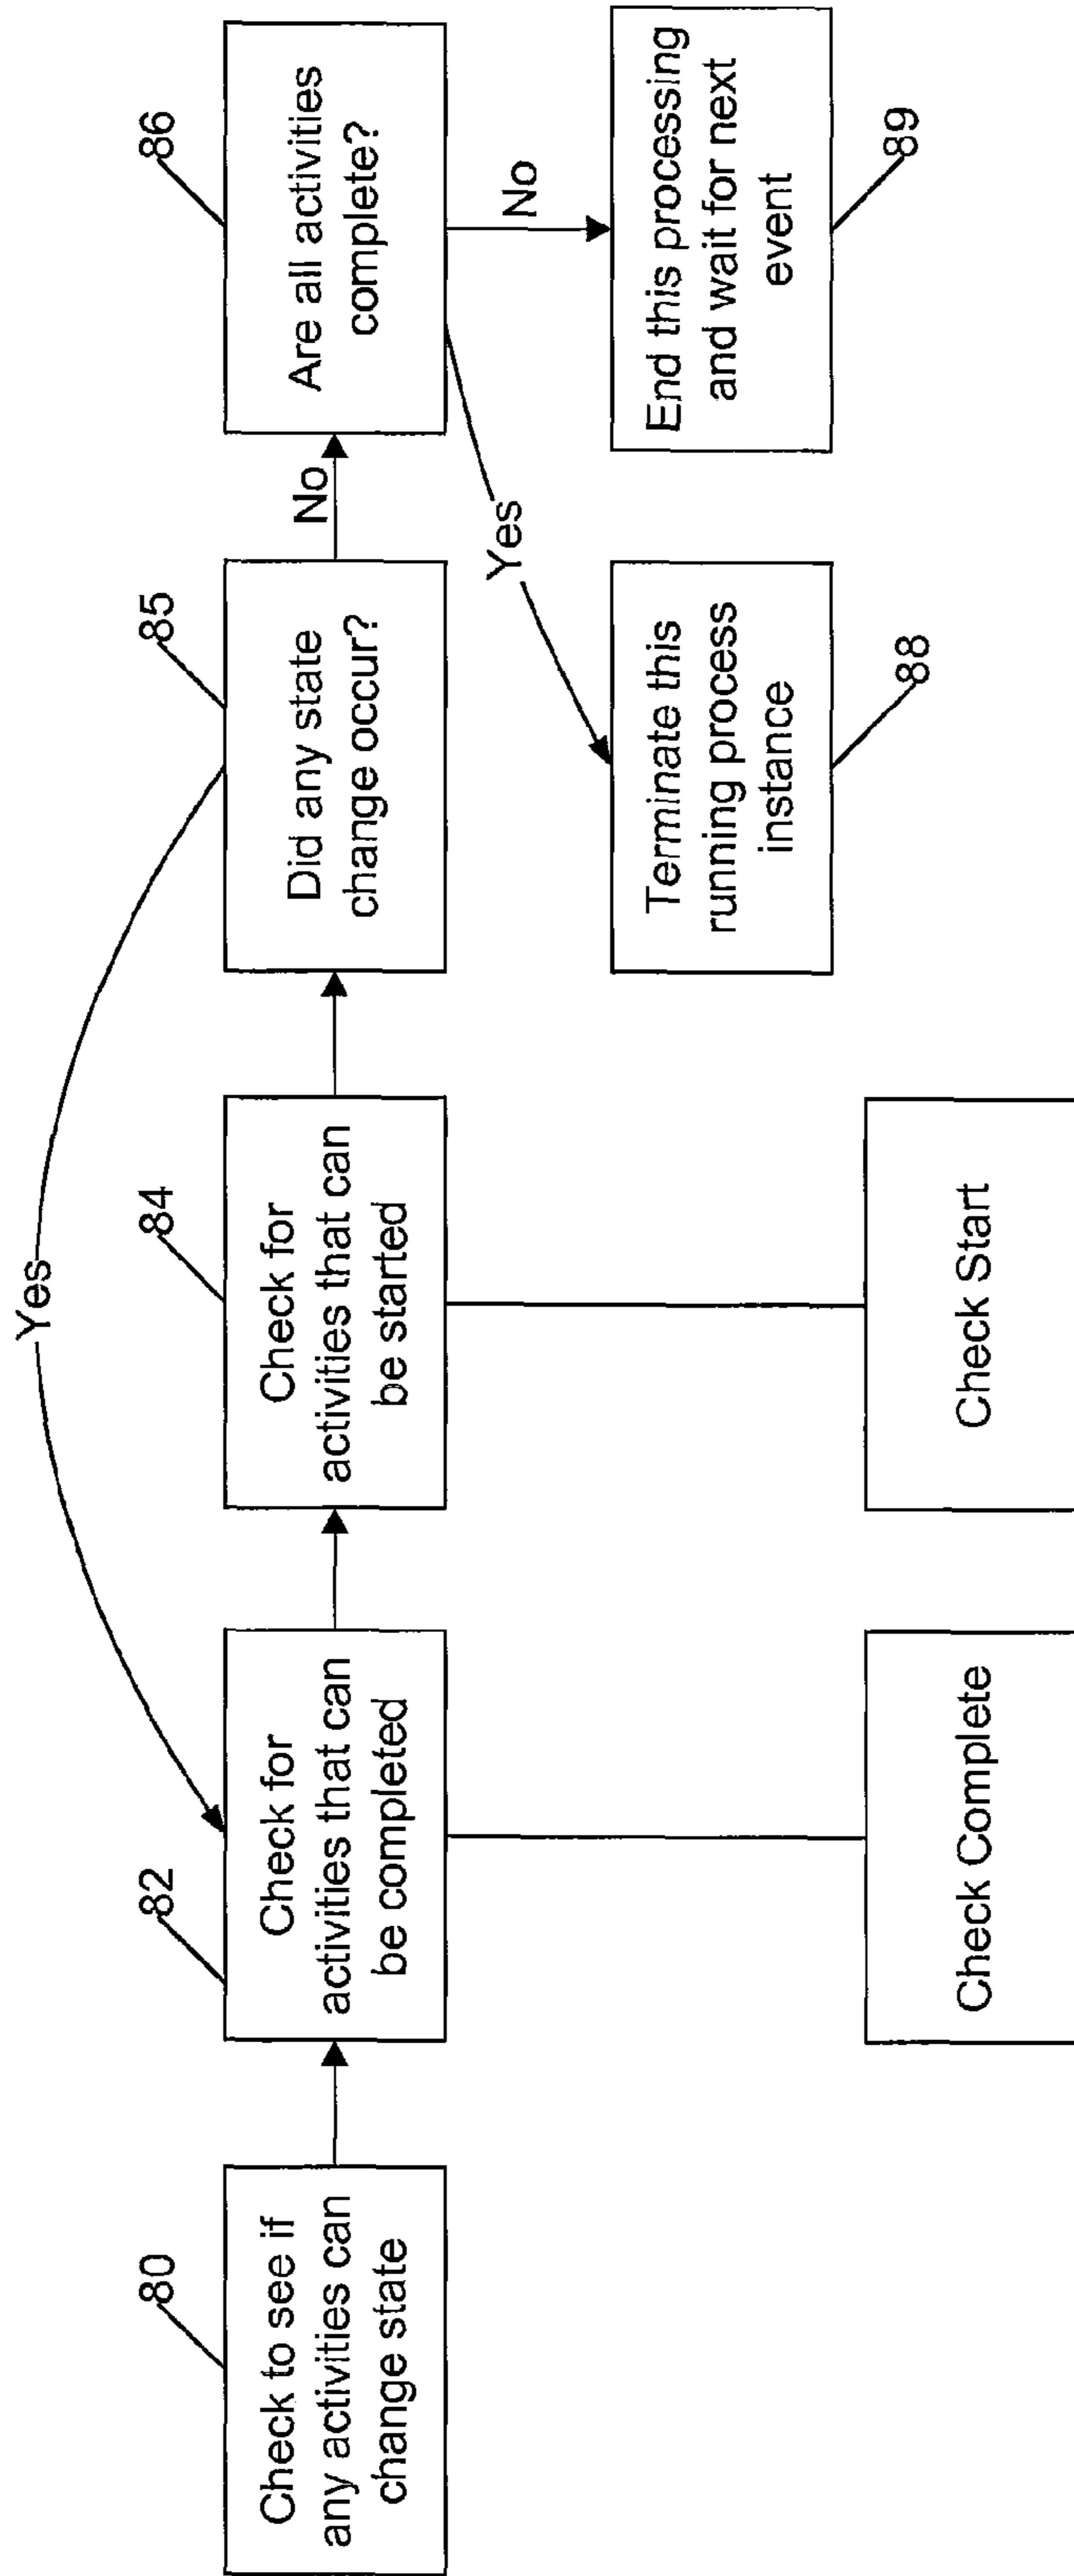 Yes
80
82
84
85
86
Check to see if
any activities can
change state
Check for
activities that can
be completed
Check for
activities that can
be started
Did any state
change occur?
No
Are all activities
complete?
Yes
No
Terminate this
running process
instance
88
End this processing
and wait for next
event
89
Check Complete
Check Start